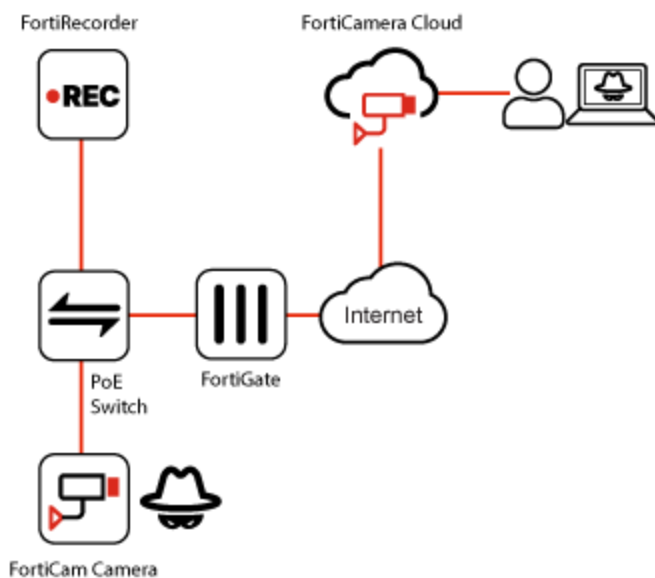 FortiRecorder
FortiCamera Cloud
REC
Internet
PoE
Switch
FortiGate
FortiCam Camera